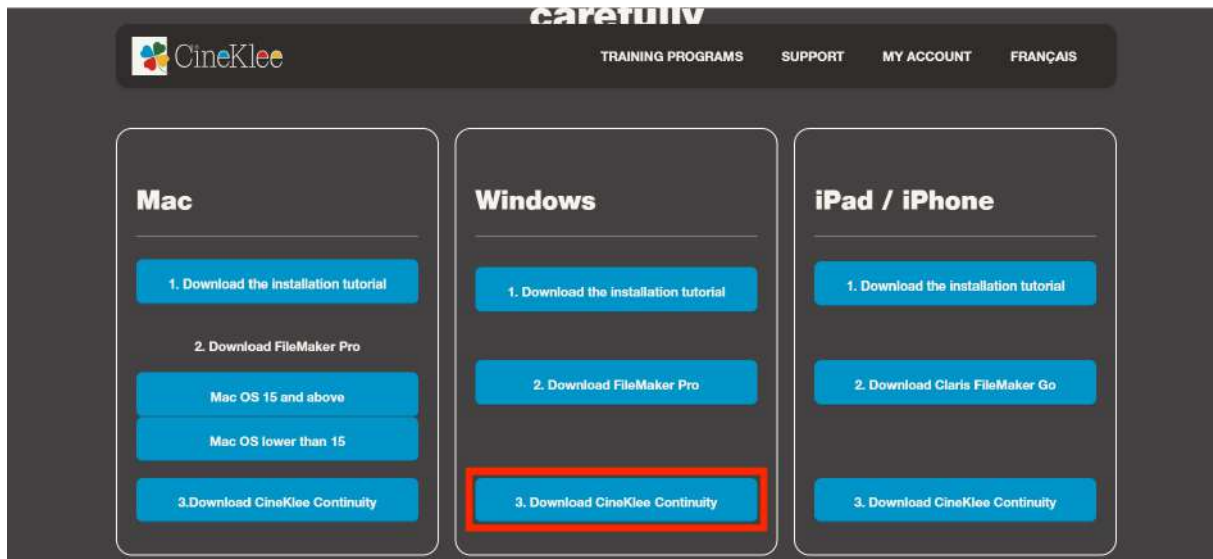 carefully
CineKlee
TRAINING PROGRAMS SUPPORT MY ACCOUNT FRANÇAIS
Mac
1. Download the installation tutorial
2. Download FileMaker Pro
Mac OS 15 and above
Mac OS lower than 15
3.Download CineKlee Continuity
Windows
1. Download the installation tutorial
2. Download FileMaker Pro
3. Download CineKlee Continuity
iPad / iPhone
1. Download the installation tutorial
2. Download Claris FileMaker Go
3. Download CineKlee Continuity